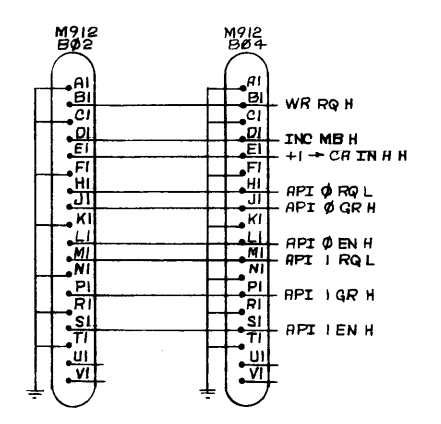 M912
BØ2
M912
BØ4
A1
B1
C1
D1
E1
F1
H1
J1
K1
L1
M1
N1
P1
R1
S1
T1
U1
V1
A1
B1
C1
D1
E1
F1
H1
J1
K1
L1
M1
N1
P1
R1
S1
T1
U1
V1
WR RQ H
INC MB H
+1 → CA IN H H
API Ø RQ L
API Ø GR H
API Ø EN H
API 1 RQ L
API 1 GR H
API 1 EN H